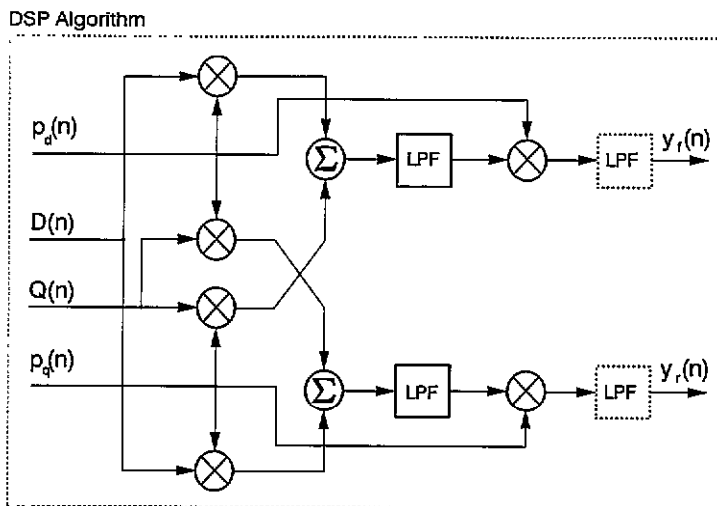 DSP Algorithm
p_d(n)
D(n)
Q(n)
p_q(n)
Σ
LPF
LPF
y_f(n)
Σ
LPF
LPF
y_r(n)